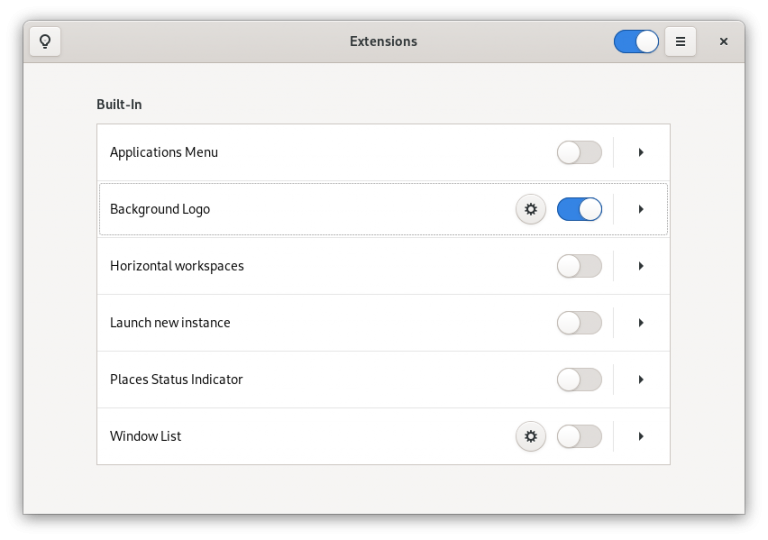 Extensions
Built-In
Applications Menu
Background Logo
Horizontal workspaces
Launch new instance
Places Status Indicator
Window List